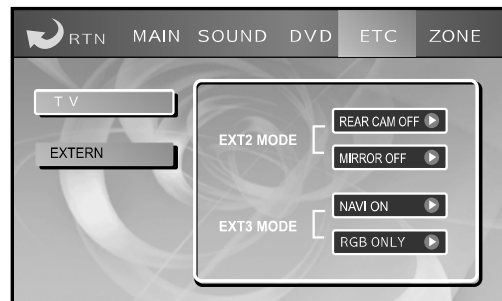 RTN MAIN SOUND DVD ETC ZONE
TV
EXTERN
EXT2 MODE
REAR CAM OFF
MIRROR OFF
EXT3 MODE
NAVI ON
RGB ONLY